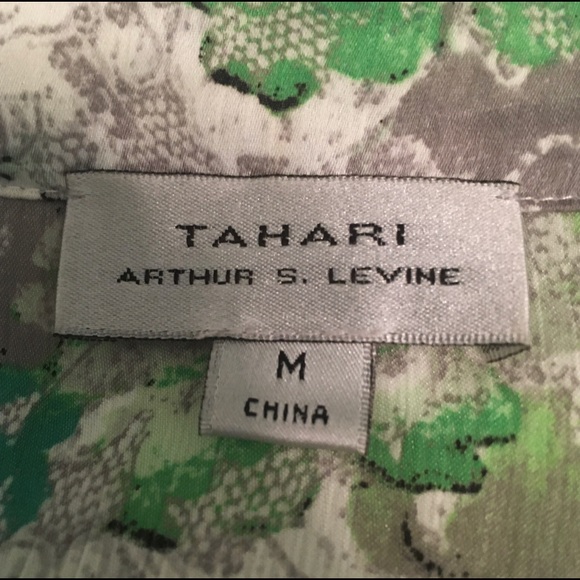 TAHARI
ARTHUR S. LEVINE
M
CHINA